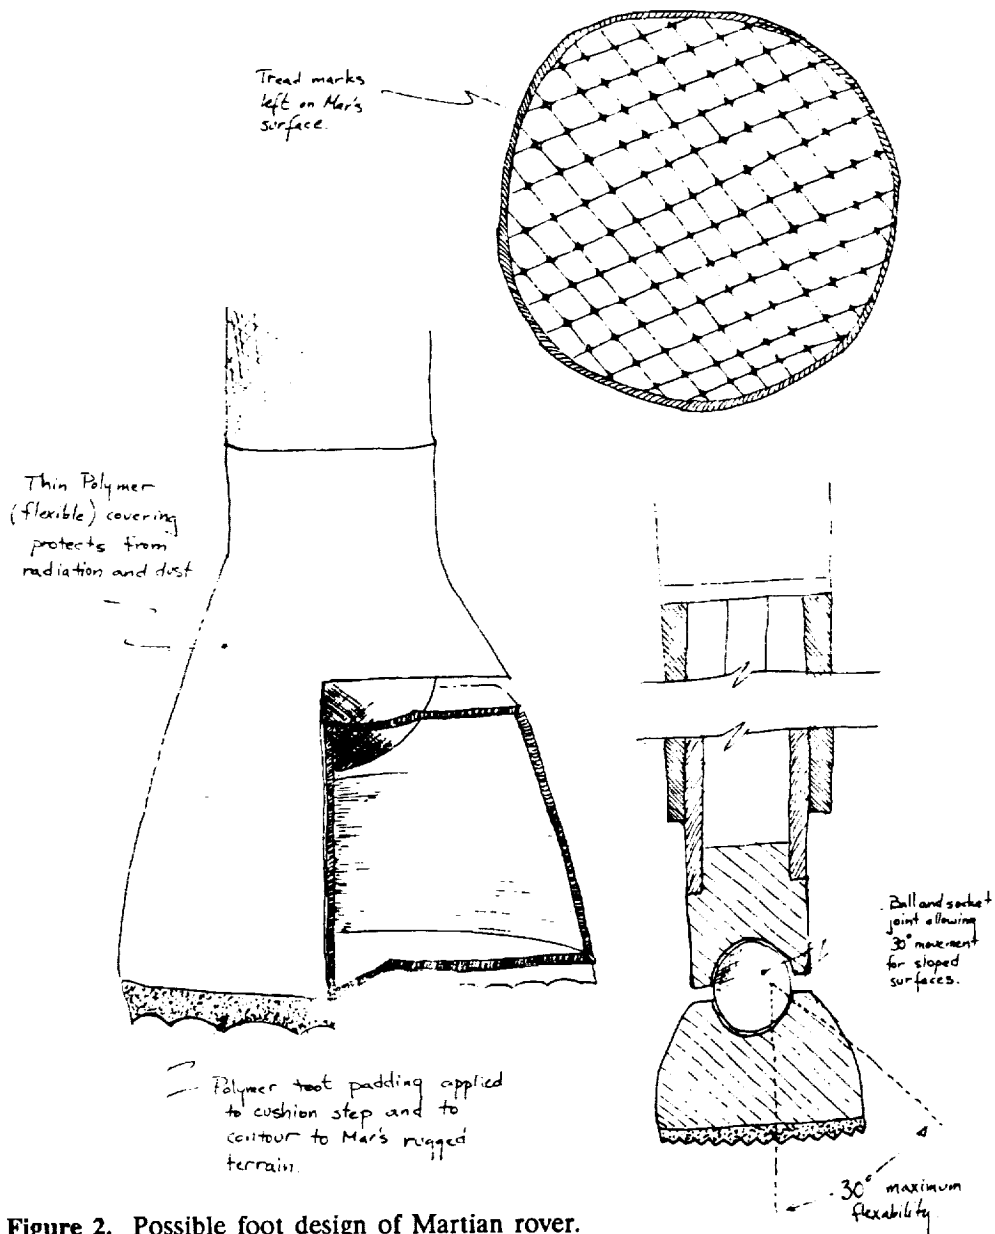 Tread marks
left on Mar's
surface.
Thin Polymer
(flexible) covering
protects from
radiation and dust
Ball and socket
joint allowing
30° movement
for sloped
surfaces.
Polymer foot padding applied
to cushion step and to
contour to Mar's rugged
terrain.
30° maximum
flexability
Figure 2. Possible foot design of Martian rover.